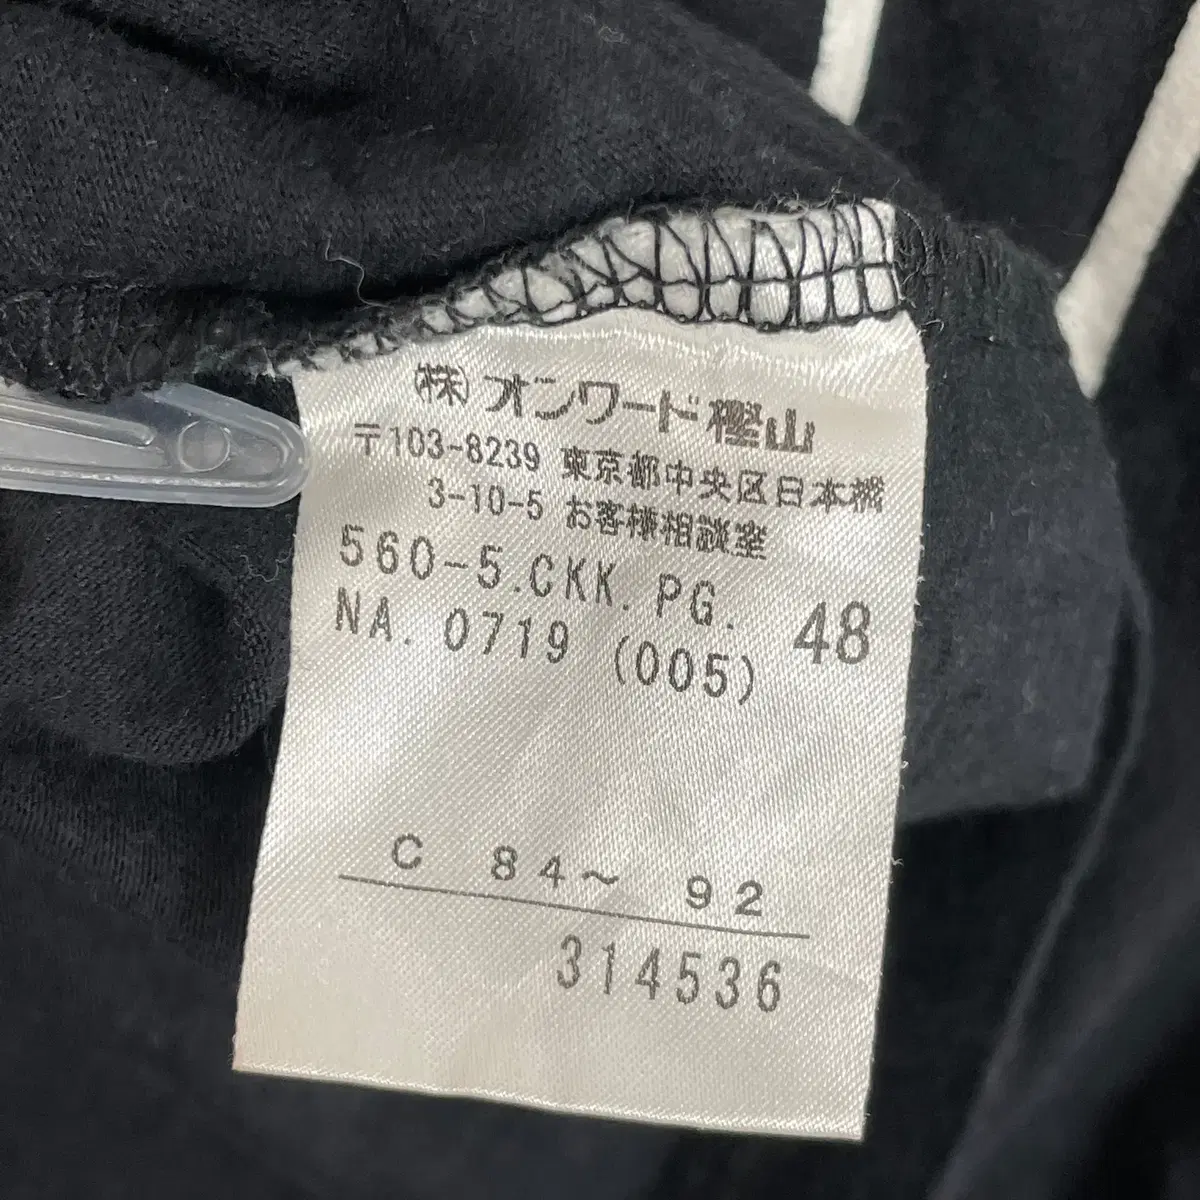 ㈱オンワード樫山
〒103-8239 東京都中央区日本橋
3-10-5 お客様相談室
560-5.CKK.PG.
NA. 0719 (005) 48
C 84～ 92
314536